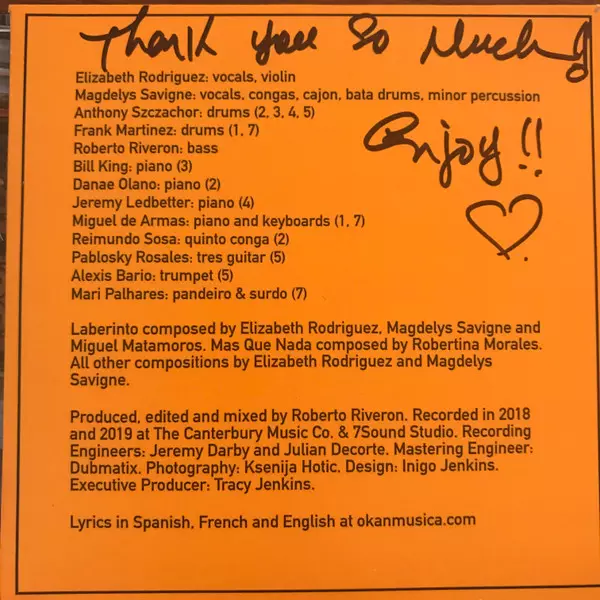 Thank you so Much!
Elizabeth Rodriguez: vocals, violin
Magdelys Savigne: vocals, congas, cajon, bata drums, minor percussion
Anthony Szczachor: drums (2, 3, 4, 5)
Frank Martinez: drums (1, 7)
Roberto Riveron: bass
Enjoy!!
Bill King: piano (3)
Danae Olano: piano (2)
Jeremy Ledbetter: piano (4)
Miguel de Armas: piano and keyboards (1, 7)
Reimundo Sosa: quinto conga (2)
Pablosky Rosales: tres guitar (5)
Alexis Bario: trumpet (5)
Mari Palhares: pandeiro & surdo (7)
Laberinto composed by Elizabeth Rodriguez, Magdelys Savigne and
Miguel Matamoros. Mas Que Nada composed by Robertina Morales.
All other compositions by Elizabeth Rodriguez and Magdelys
Savigne.
Produced, edited and mixed by Roberto Riveron. Recorded in 2018
and 2019 at The Canterbury Music Co. & 7Sound Studio. Recording
Engineers: Jeremy Darby and Julian Decorte. Mastering Engineer:
Dubmatix. Photography: Ksenija Hotic. Design: Inigo Jenkins.
Executive Producer: Tracy Jenkins.
Lyrics in Spanish, French and English at okanmusica.com